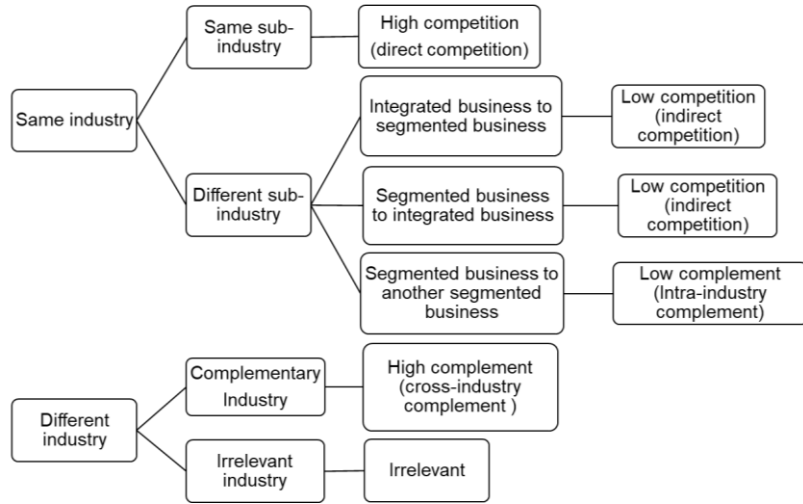 Same sub-
industry
High competition
(direct competition)
Same industry
Integrated business to
segmented business
Low competition
(indirect
competition)
Different sub-
industry
Segmented business
to integrated business
Low competition
(indirect
competition)
Segmented business to
another segmented
business
Low complement
(Intra-industry
complement)
Complementary
Industry
High complement
(cross-industry
complement )
Different
industry
Irrelevant
industry
Irrelevant